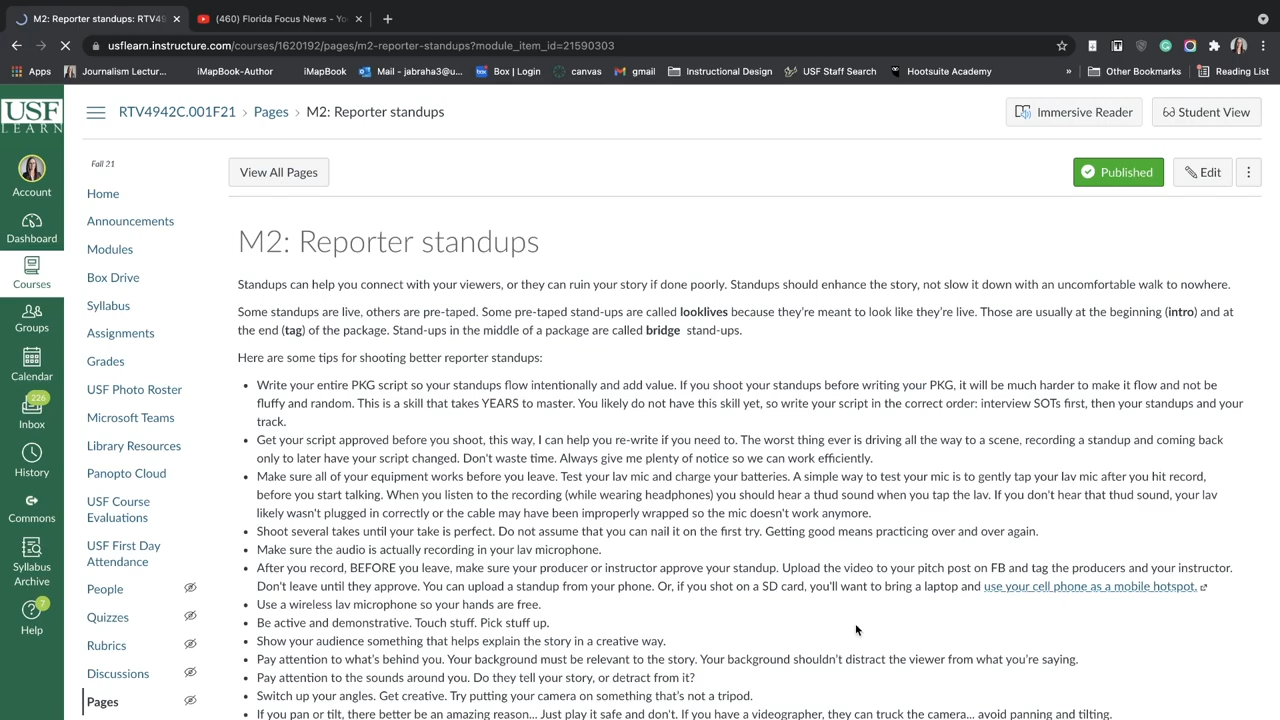 M2: Reporter standups: RTV49
(460) Florida Focus News - Yo
usflearn.instructure.com/courses/1620192/pages/m2-reporter-standups?module_item_id=21590303
Apps
Journalism Lectur...
iMapBook-Author
iMapBook
Mail - jabraha3@u...
Box | Login
canvas
gmail
Instructional Design
USF Staff Search
Hootsuite Academy
»
Other Bookmarks
Reading List
USF
LEARN
Account
Dashboard
Courses
Groups
Calendar
226
Inbox
History
Commons
Syllabus
Archive
7
Help
RTV4942C.001F21 > Pages > M2: Reporter standups
Immersive Reader
Student View
Fall 21
Home
Announcements
Modules
Box Drive
Syllabus
Assignments
Grades
USF Photo Roster
Microsoft Teams
Library Resources
Panopto Cloud
USF Course
Evaluations
USF First Day
Attendance
People
Quizzes
Rubrics
Discussions
Pages
View All Pages
Published
Edit
M2: Reporter standups
Standups can help you connect with your viewers, or they can ruin your story if done poorly. Standups should enhance the story, not slow it down with an uncomfortable walk to nowhere.
Some standups are live, others are pre-taped. Some pre-taped stand-ups are called looklives because they're meant to look like they're live. Those are usually at the beginning (intro) and at
the end (tag) of the package. Stand-ups in the middle of a package are called bridge stand-ups.
Here are some tips for shooting better reporter standups:
• Write your entire PKG script so your standups flow intentionally and add value. If you shoot your standups before writing your PKG, it will be much harder to make it flow and not be
fluffy and random. This is a skill that takes YEARS to master. You likely do not have this skill yet, so write your script in the correct order: interview SOTs first, then your standups and your
track.
• Get your script approved before you shoot, this way, I can help you re-write if you need to. The worst thing ever is driving all the way to a scene, recording a standup and coming back
only to later have your script changed. Don't waste time. Always give me plenty of notice so we can work efficiently.
• Make sure all of your equipment works before you leave. Test your lav mic and charge your batteries. A simple way to test your mic is to gently tap your lav mic after you hit record,
before you start talking. When you listen to the recording (while wearing headphones) you should hear a thud sound when you tap the lav. If you don't hear that thud sound, your lav
likely wasn't plugged in correctly or the cable may have been improperly wrapped so the mic doesn't work anymore.
• Shoot several takes until your take is perfect. Do not assume that you can nail it on the first try. Getting good means practicing over and over again.
• Make sure the audio is actually recording in your lav microphone.
• After you record, BEFORE you leave, make sure your producer or instructor approve your standup. Upload the video to your pitch post on FB and tag the producers and your instructor.
Don't leave until they approve. You can upload a standup from your phone. Or, if you shot on a SD card, you'll want to bring a laptop and use your cell phone as a mobile hotspot.
• Use a wireless lav microphone so your hands are free.
• Be active and demonstrative. Touch stuff. Pick stuff up.
• Show your audience something that helps explain the story in a creative way.
• Pay attention to what's behind you. Your background must be relevant to the story. Your background shouldn't distract the viewer from what you're saying.
• Pay attention to the sounds around you. Do they tell your story, or detract from it?
• Switch up your angles. Get creative. Try putting your camera on something that's not a tripod.
• If you pan or tilt, there better be an amazing reason... Just play it safe and don't. If you have a videographer, they can truck the camera... avoid panning and tilting.